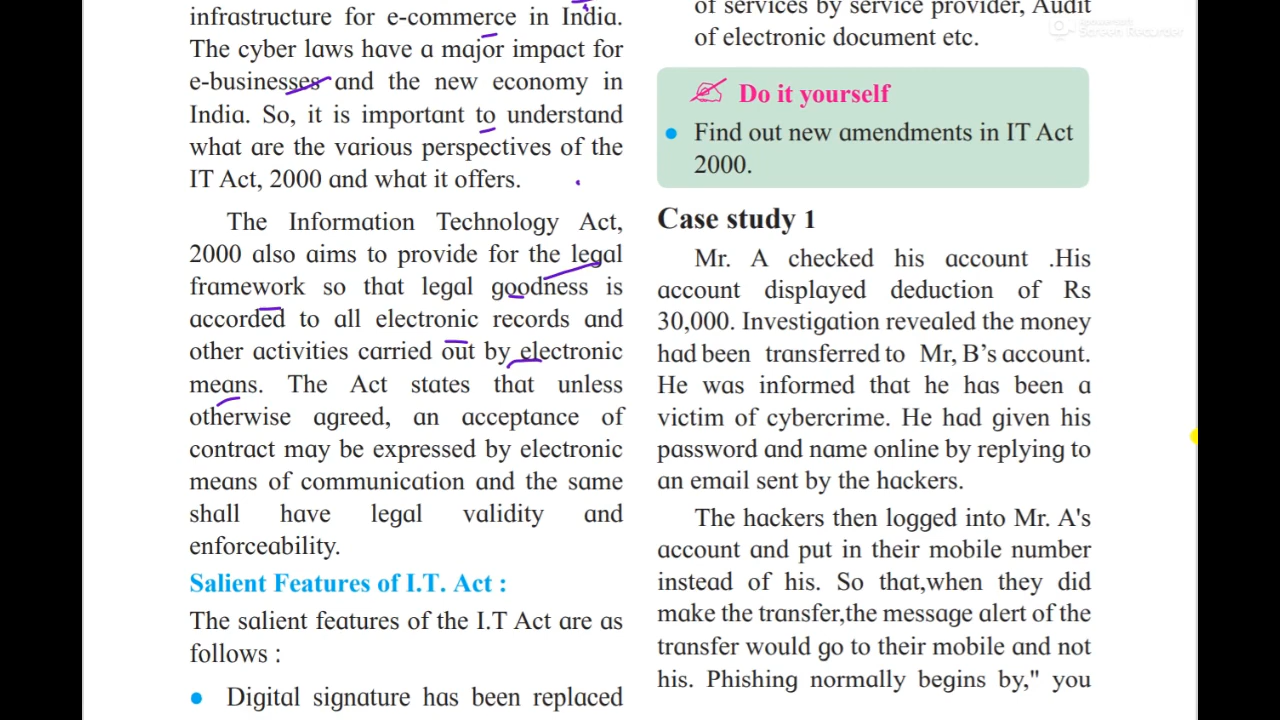 infrastructure for e-commerce in India.
The cyber laws have a major impact for
e-businesses and the new economy in
India. So, it is important to understand
what are the various perspectives of the
IT Act, 2000 and what it offers.
The Information Technology Act,
2000 also aims to provide for the legal
framework so that legal goodness is
accorded to all electronic records and
other activities carried out by electronic
means. The Act states that unless
otherwise agreed, an acceptance of
contract may be expressed by electronic
means of communication and the same
shall have legal validity and
enforceability.
Salient Features of I.T. Act :
The salient features of the I.T Act are as
follows :
• Digital signature has been replaced
of services by service provider, Audit
of electronic document etc.
Do it yourself
• Find out new amendments in IT Act
2000.
Case study 1
Mr. A checked his account .His
account displayed deduction of Rs
30,000. Investigation revealed the money
had been transferred to Mr, B's account.
He was informed that he has been a
victim of cybercrime. He had given his
password and name online by replying to
an email sent by the hackers.
The hackers then logged into Mr. A's
account and put in their mobile number
instead of his. So that,when they did
make the transfer,the message alert of the
transfer would go to their mobile and not
his. Phishing normally begins by," you